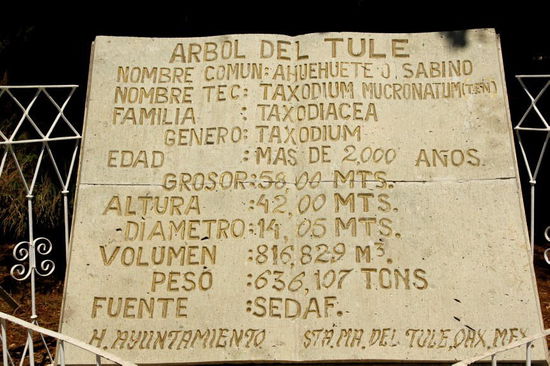 ARBOL DEL TULE
NOMBRE COMUN: AHUEHUETE O SABINO
NOMBRE TEC: TAXODIUM MUCRONATUM (TEN)
FAMILIA : TAXODIACEA
GENERO: TAXODIUM
EDAD : MAS DE 2,000 AÑOS.
GROSOR: 58,00 MTS.
ALTURA : 42,00 MTS.
DIAMETRO: 14,05 MTS.
VOLUMEN : 816,829 M³.
PESO : 636,107 TONS
FUENTE : SEDAF.
H. AYUNTAMIENTO STA. MA. DEL TULE, OAX. MEX.